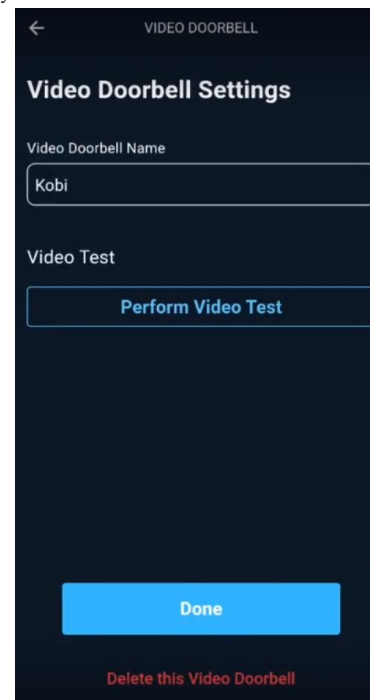 VIDEO DOORBELL
Video Doorbell Settings
Video Doorbell Name
Kobi
Video Test
Perform Video Test
Done
Delete this Video Doorbell